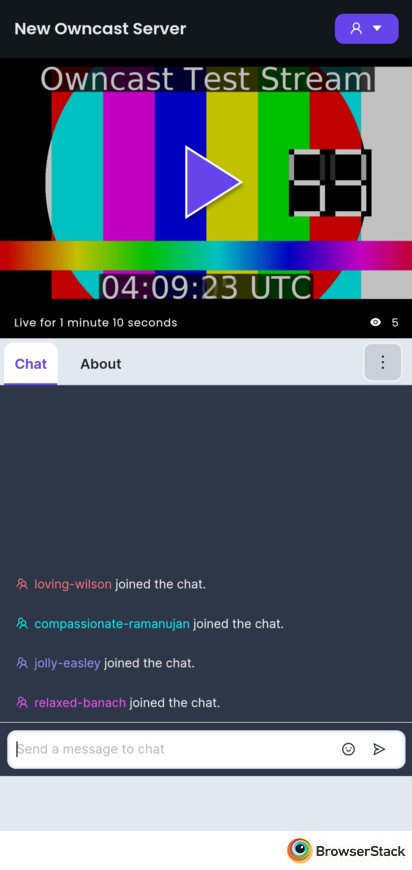 New Owncast Server
Owncast Test Stream
04:09:23 UTC
Live for 1 minute 10 seconds
5
Chat
About
loving-wilson joined the chat.
compassionate-ramanujan joined the chat.
jolly-easley joined the chat.
relaxed-banach joined the chat.
Send a message to chat
BrowserStack